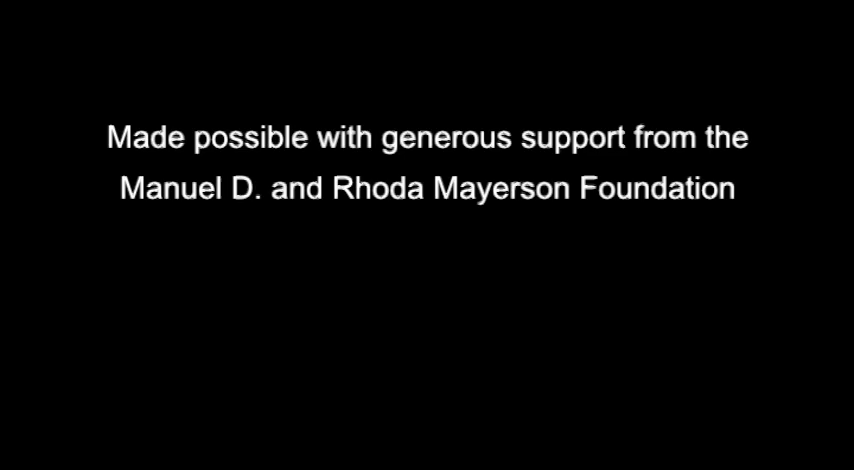 Made possible with generous support from the
Manuel D. and Rhoda Mayerson Foundation